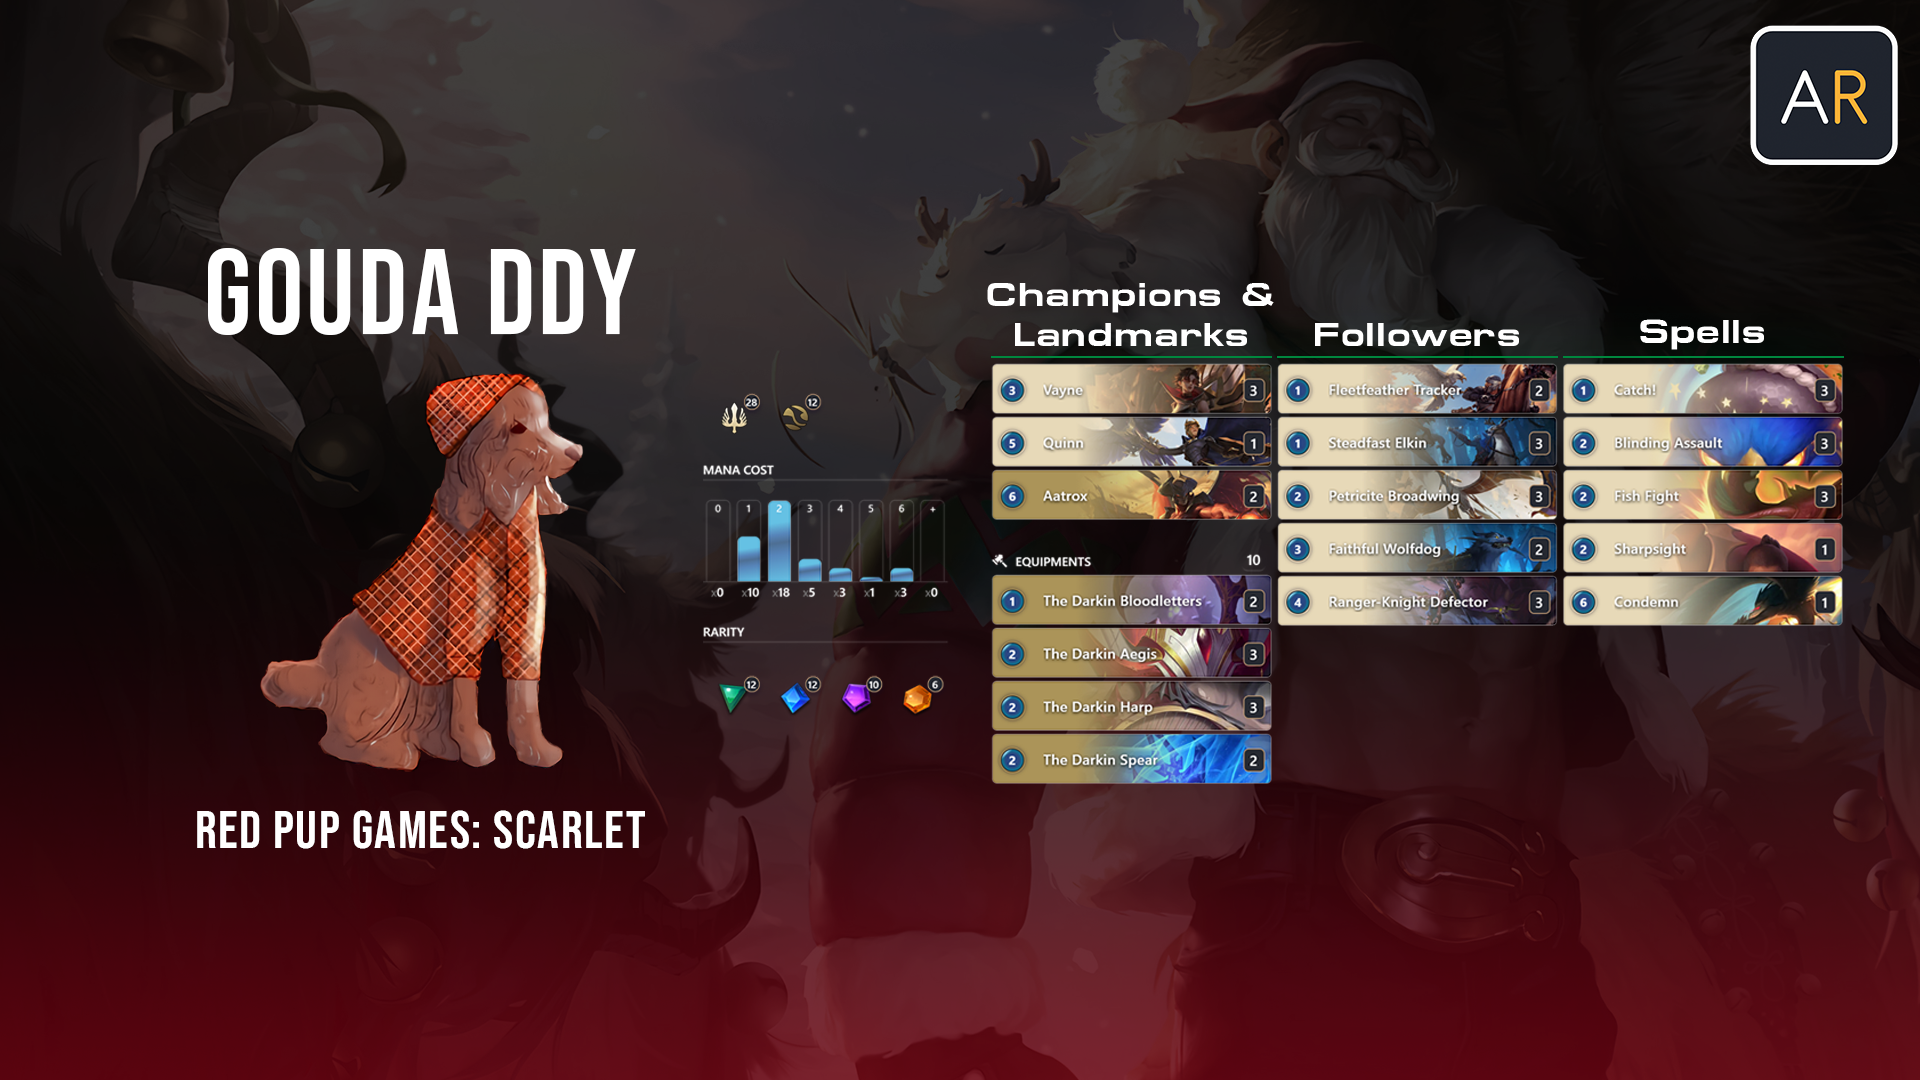 AR
GOUDA DDY
RED PUP GAMES: SCARLET
28 12
MANA COST
0 1 2 3 4 5 6 +
x0 x10 x18 x5 x3 x1 x3 x0
RARITY
12 12 10 6
Champions &
Landmarks
3 Vayne 3
5 Quinn 1
6 Aatrox 2
EQUIPMENTS 10
1 The Darkin Bloodletters 2
2 The Darkin Aegis 3
2 The Darkin Harp 3
2 The Darkin Spear 2
Followers
1 Fleetfeather Tracker 2
1 Steadfast Elkin 3
2 Petricite Broadwing 3
3 Faithful Wolfdog 2
4 Ranger-Knight Defector 3
Spells
1 Catch! 3
2 Blinding Assault 3
2 Fish Fight 3
2 Sharpsight 1
6 Condemn 1